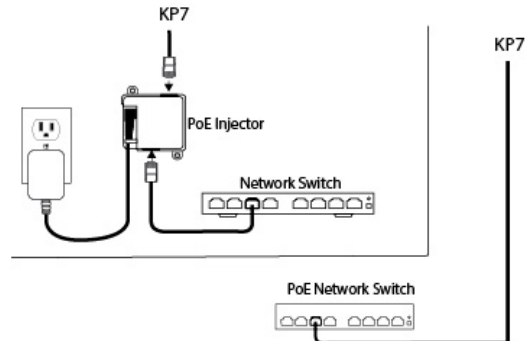 KP7
KP7
PoE Injector
Network Switch
PoE Network Switch